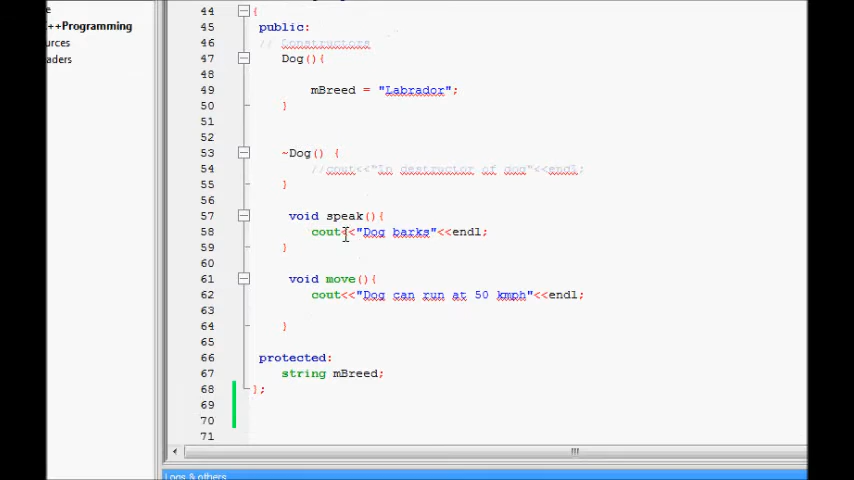 44 {
e
45 public:
C++Programming
46 // Constructors
urces
47 Dog(){
aders
48
49 mBreed = "Labrador";
50 }
51
52
53 ~Dog() {
54 //cout<<"In destructor of dog"<<endl;
55 }
56
57 void speak(){
58 cout<<"Dog barks"<<endl;
59 }
60
61 void move(){
62 cout<<"Dog can run at 50 kmph"<<endl;
63
64 }
65
66 protected:
67 string mBreed;
68 };
69
70
71
Logs & others